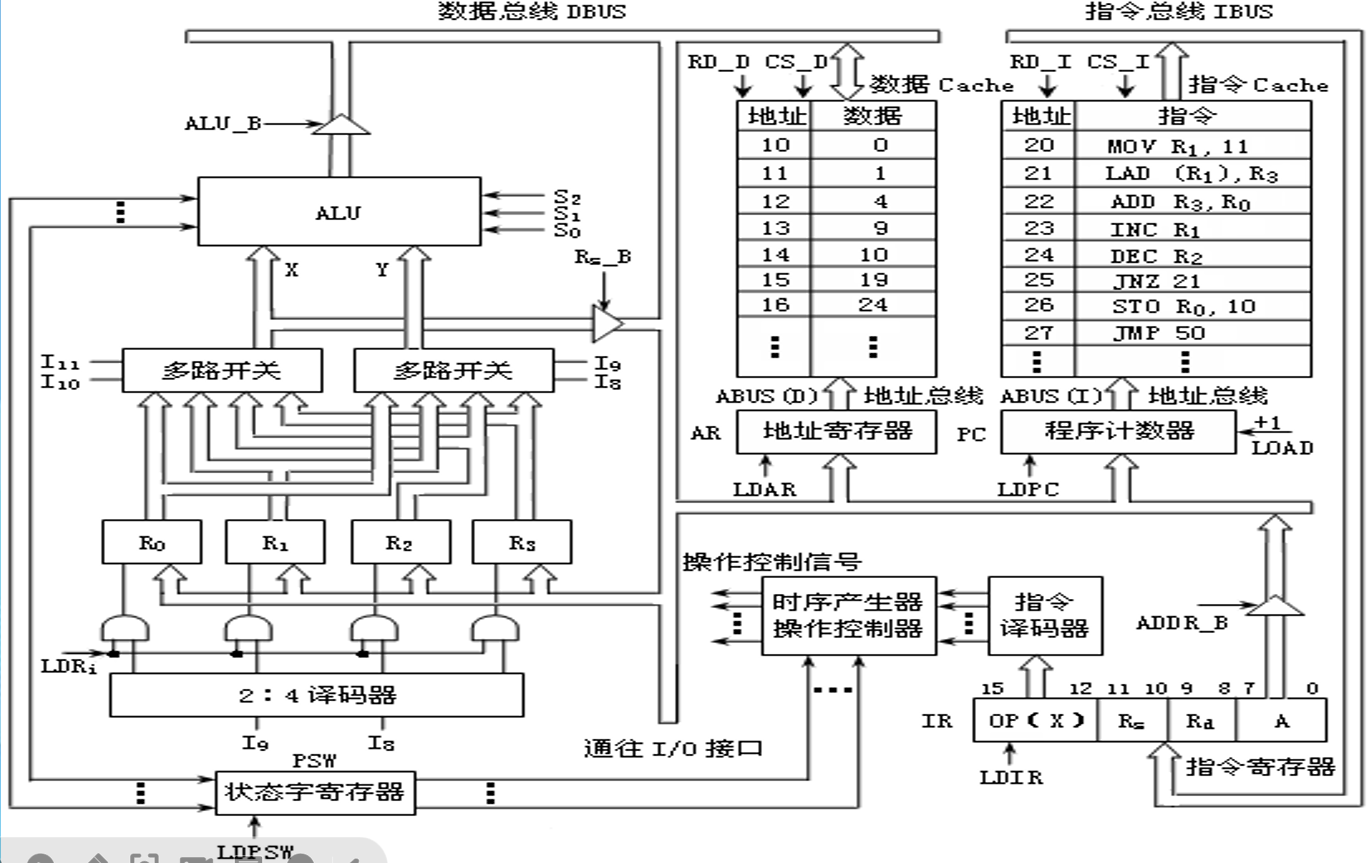 数据总线 DBUS
指令总线 IBUS
RD_D CS_D
RD_I CS_I
数据 Cache
指令 Cache
ALU_B
地址 数据
10 0
11 1
12 4
13 9
14 10
15 19
16 24
地址 指令
20 MOV R₁, 11
21 LAD (R₁), R₃
22 ADD R₃, R₀
23 INC R₁
24 DEC R₂
25 JNZ 21
26 STO R₀, 10
27 JMP 50
ALU
S₂
S₁
S₀
X
Y
Rₛ_B
I₁₁
I₁₀
多路开关
多路开关
I₉
I₈
ABUS(D) 地址总线
ABUS(I) 地址总线
AR 地址寄存器
PC 程序计数器
+1
LOAD
LDAR
LDPC
R₀
R₁
R₂
R₃
操作控制信号
时序产生器
操作控制器
指令
译码器
ADDR_B
LDRᵢ
2:4 译码器
I₉
I₈
15 12 11 10 9 8 7 0
IR OP(X) Rₛ R_d A
通往 I/O 接口
LDIR
指令寄存器
PSW
状态字寄存器
LDPSW